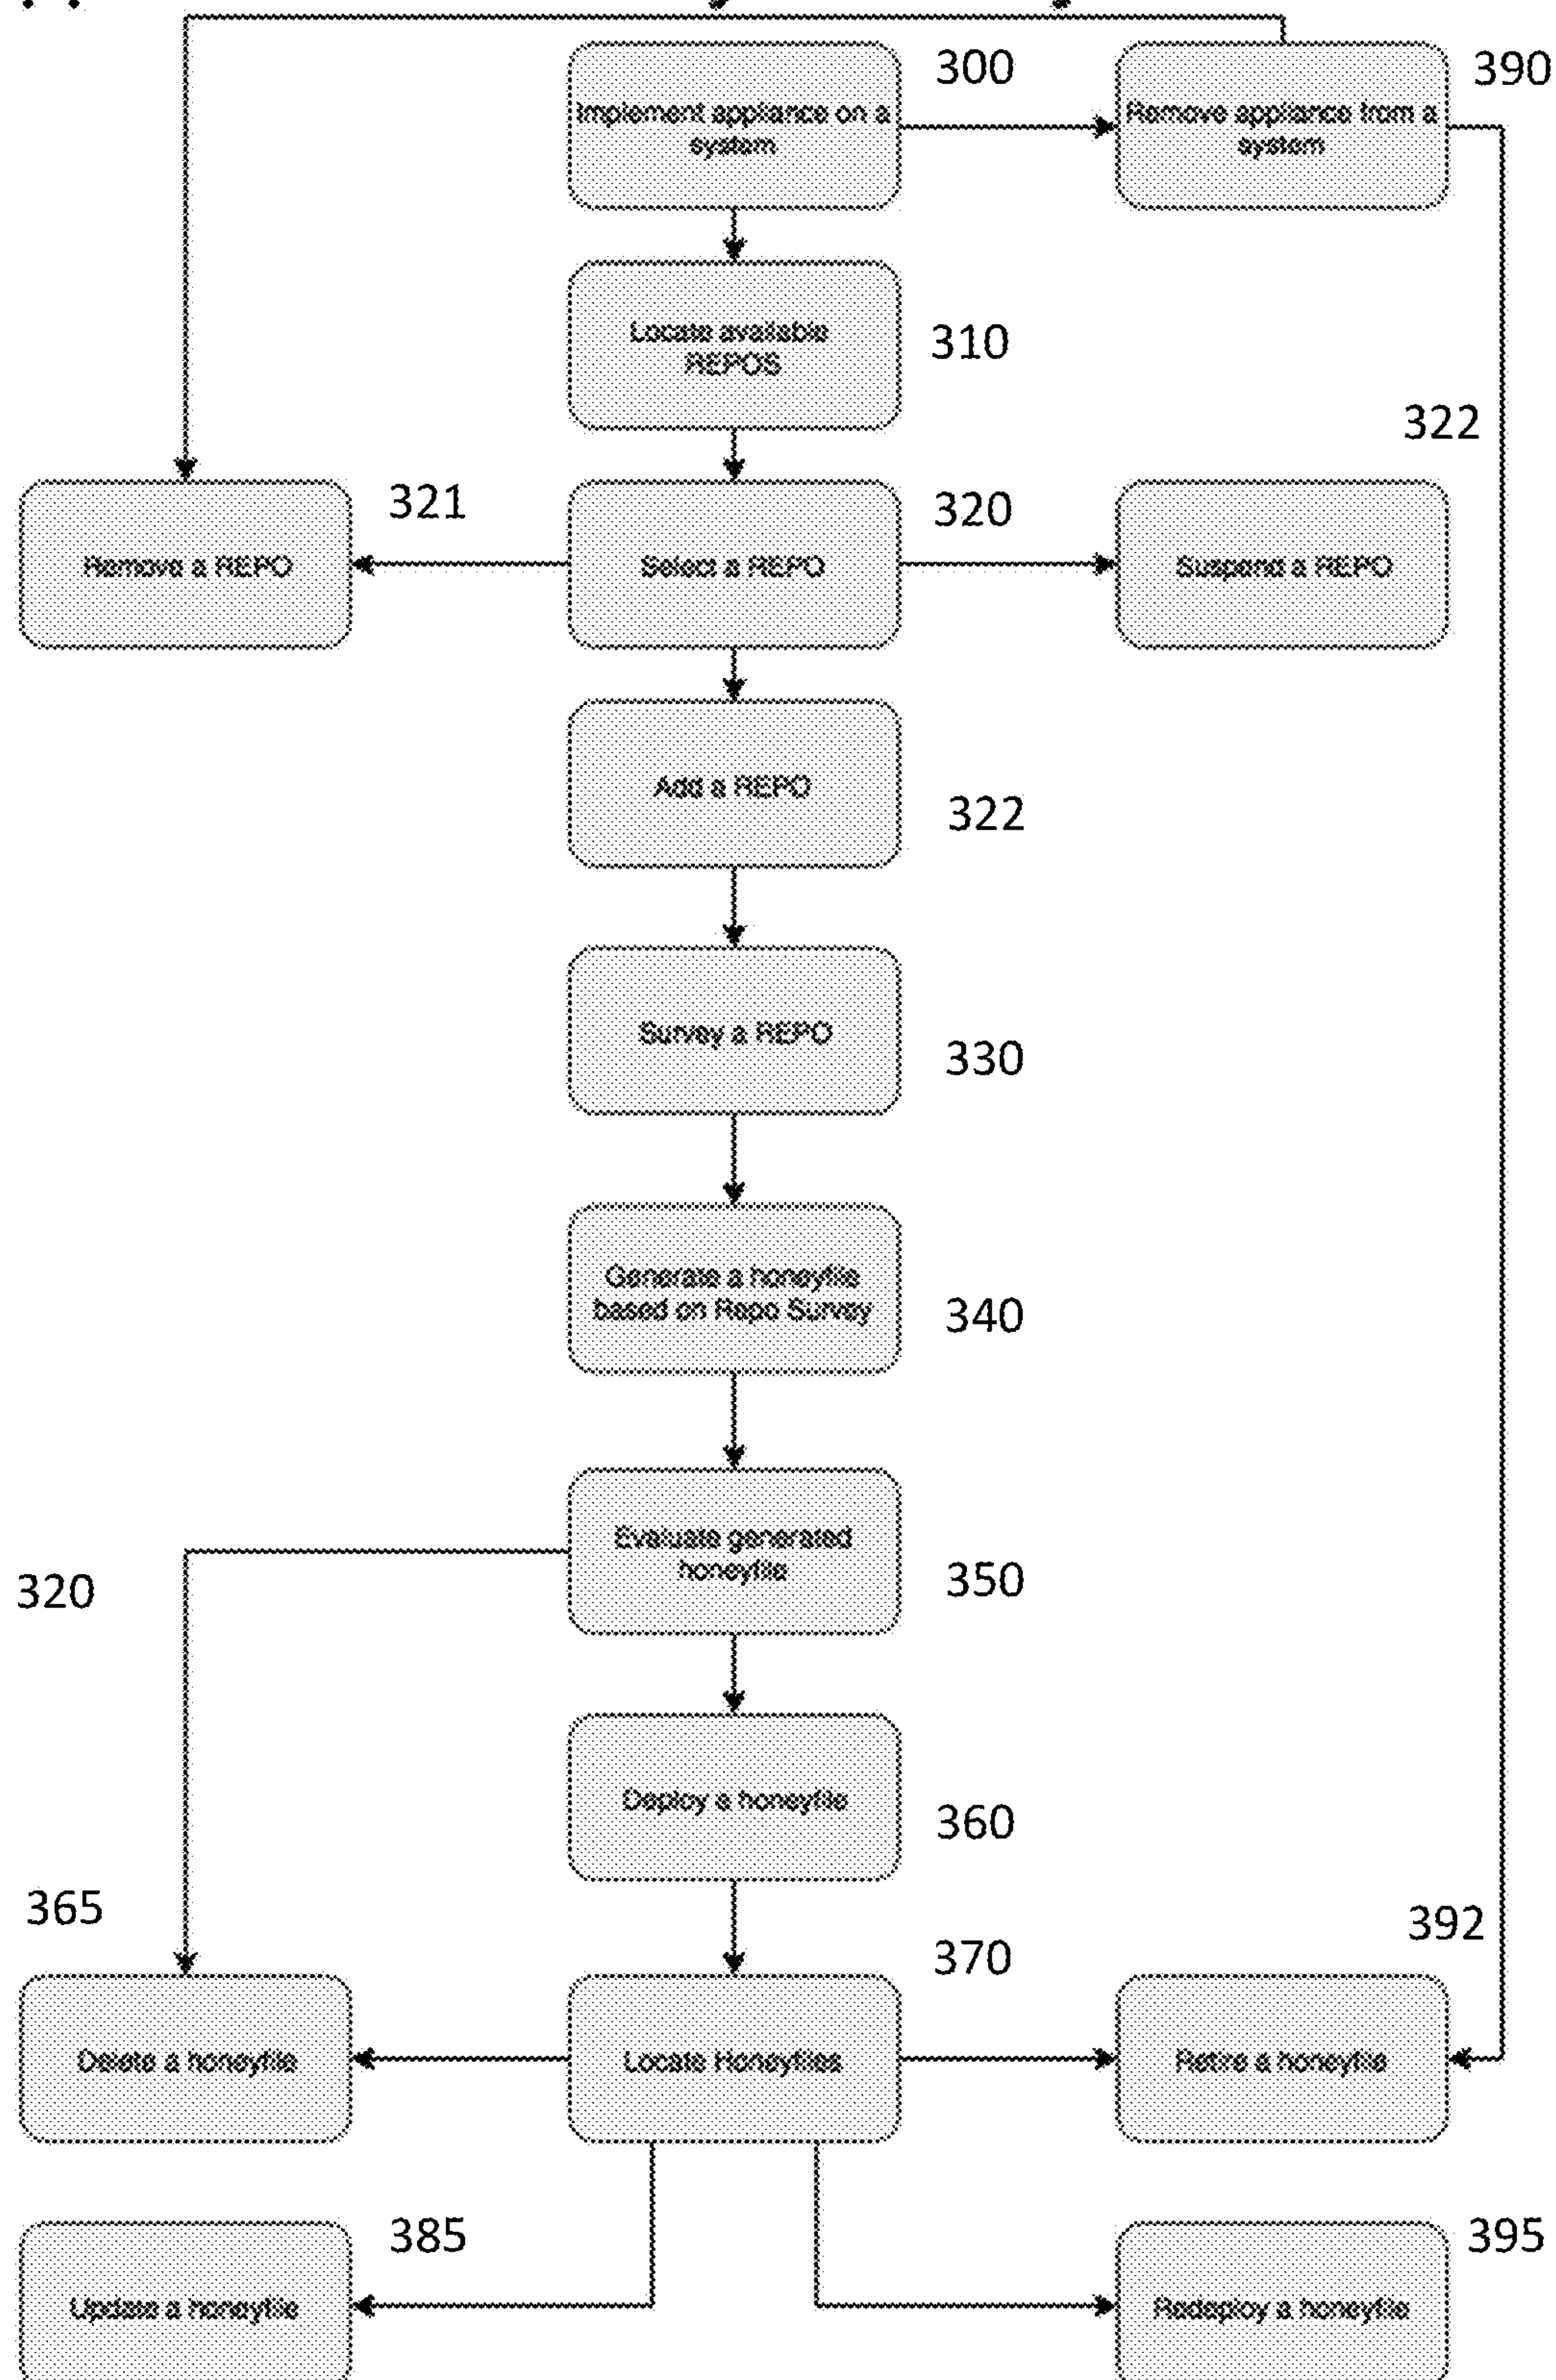 300
390
Implement appliance on a
system
Remove appliance from a
system
Locate available
REPOS
310
322
321
320
Remove a REPO
Select a REPO
Suspend a REPO
Add a REPO
322
Survey a REPO
330
Generate a honeyfile
based on Repo Survey
340
Evaluate generated
honeyfile
350
320
Deploy a honeyfile
360
365
392
370
Delete a honeyfile
Locate Honeyfiles
Retire a honeyfile
385
395
Update a honeyfile
Redeploy a honeyfile